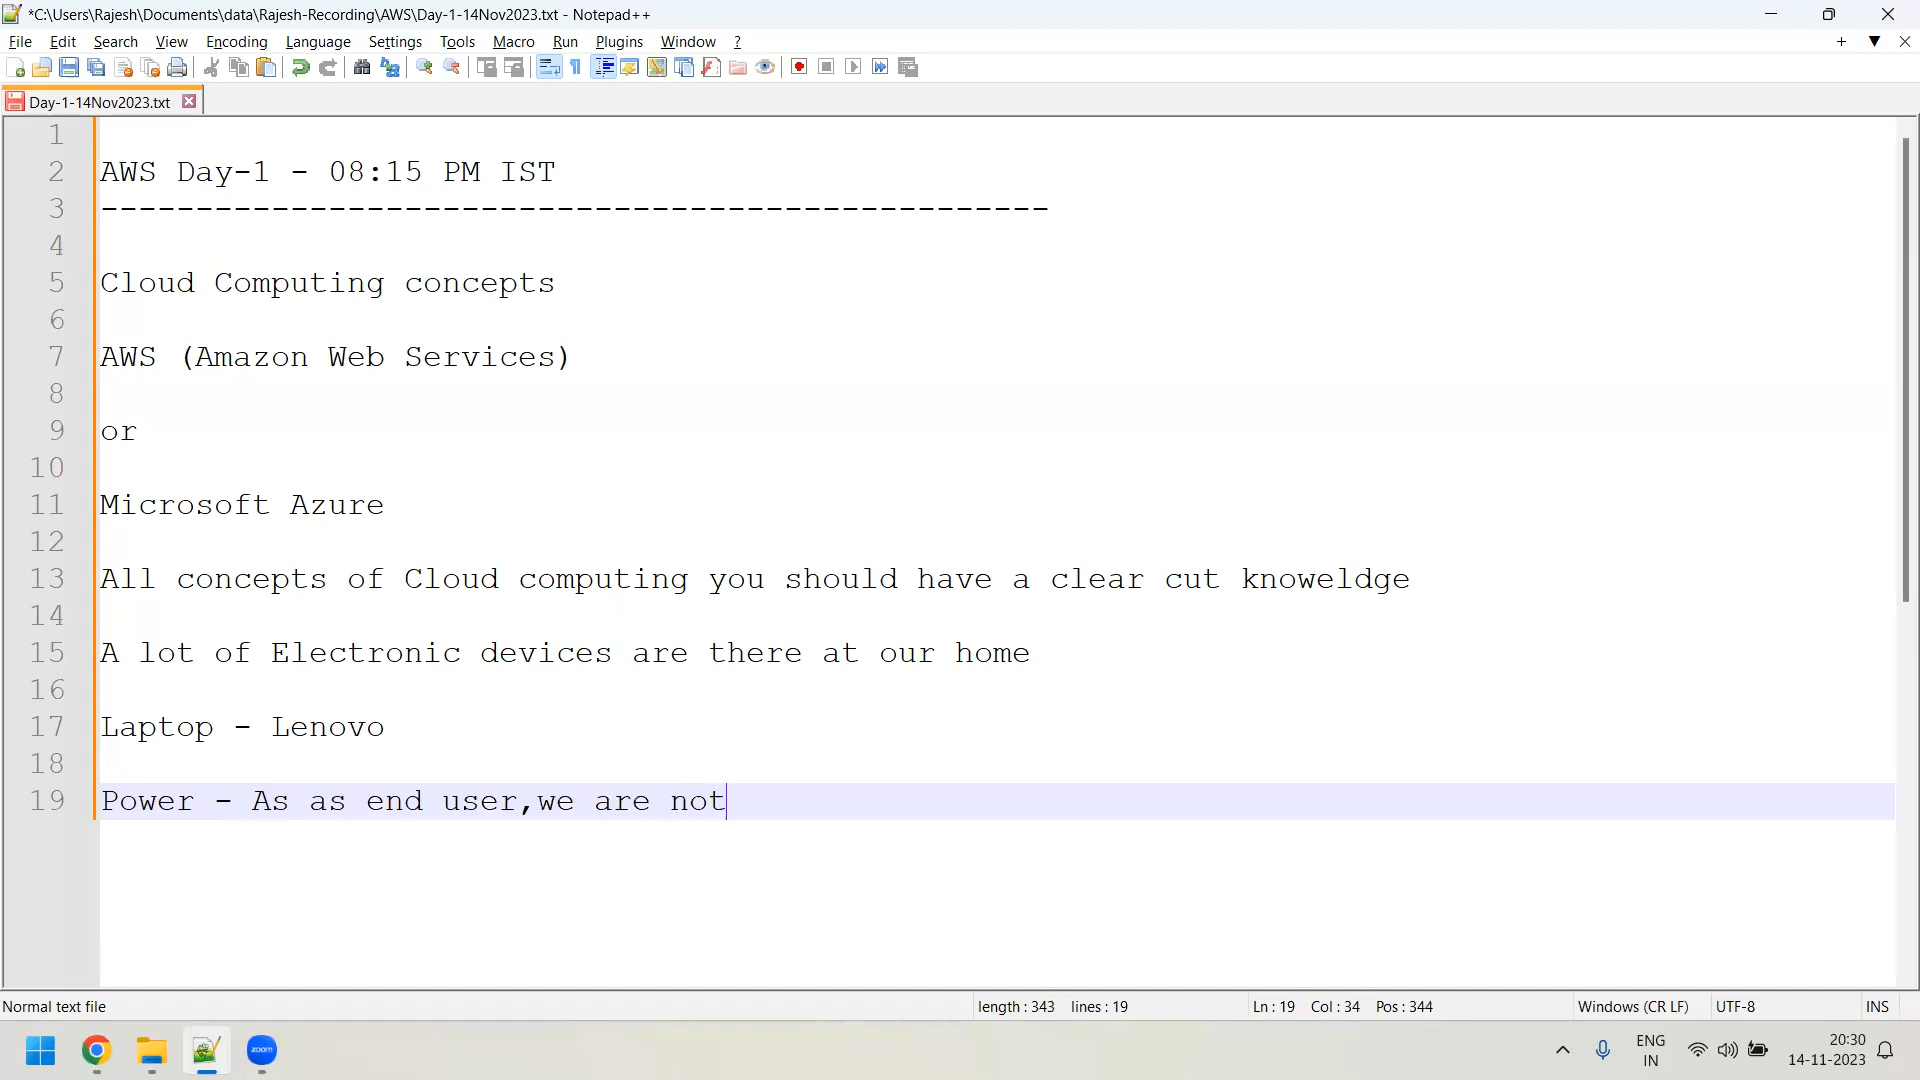 *C:\Users\Rajesh\Documents\data\Rajesh-Recording\AWS\Day-1-14Nov2023.txt - Notepad++
File Edit Search View Encoding Language Settings Tools Macro Run Plugins Window ?
Day-1-14Nov2023.txt
1
2 AWS Day-1 - 08:15 PM IST
3 --------------------------------------------------
4
5 Cloud Computing concepts
6
7 AWS (Amazon Web Services)
8
9 or
10
11 Microsoft Azure
12
13 All concepts of Cloud computing you should have a clear cut knoweldge
14
15 A lot of Electronic devices are there at our home
16
17 Laptop - Lenovo
18
19 Power - As as end user,we are not
Normal text file length : 343 lines : 19 Ln : 19 Col : 34 Pos : 344 Windows (CR LF) UTF-8 INS
zoom
ENG
IN
20:30
14-11-2023